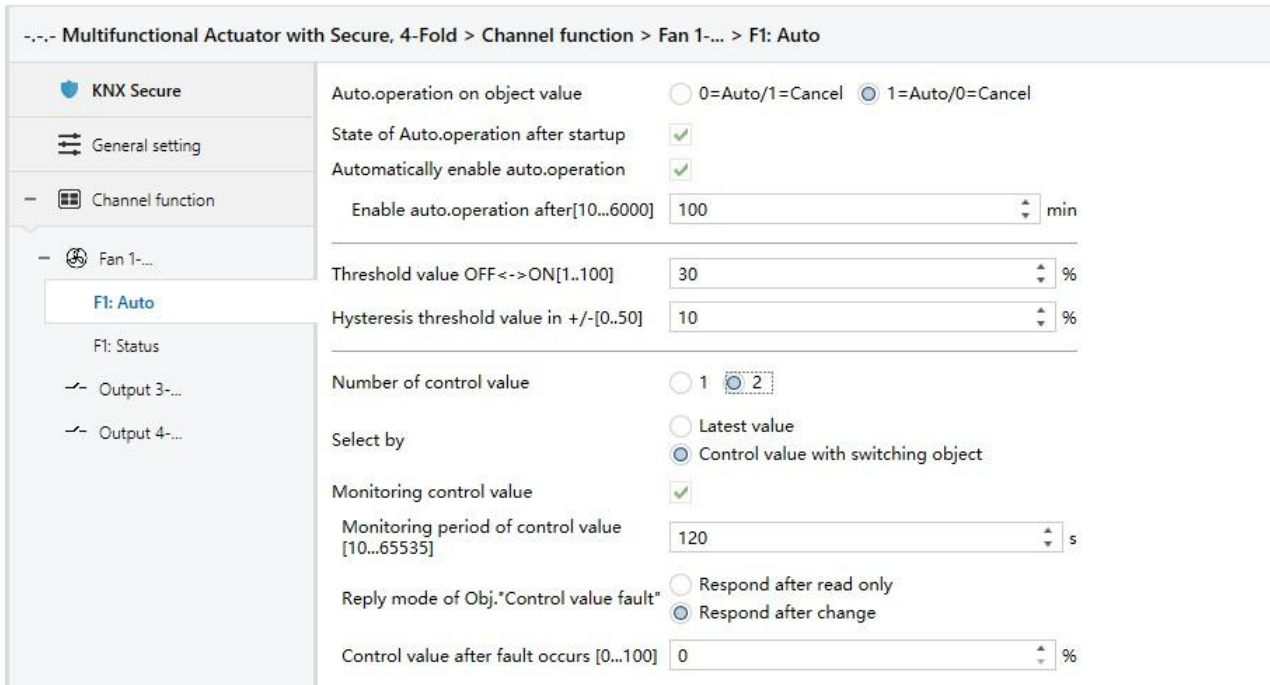 -.-.- Multifunctional Actuator with Secure, 4-Fold > Channel function > Fan 1-... > F1: Auto
KNX Secure
General setting
Channel function
Fan 1-...
F1: Auto
F1: Status
Output 3-...
Output 4-...
Auto.operation on object value 0=Auto/1=Cancel 1=Auto/0=Cancel
State of Auto.operation after startup
Automatically enable auto.operation
Enable auto.operation after[10...6000] 100 min
Threshold value OFF<->ON[1..100] 30 %
Hysteresis threshold value in +/-[0..50] 10 %
Number of control value 1 2
Select by
Latest value
Control value with switching object
Monitoring control value
Monitoring period of control value
[10...65535]
120 s
Reply mode of Obj."Control value fault"
Respond after read only
Respond after change
Control value after fault occurs [0...100] 0 %